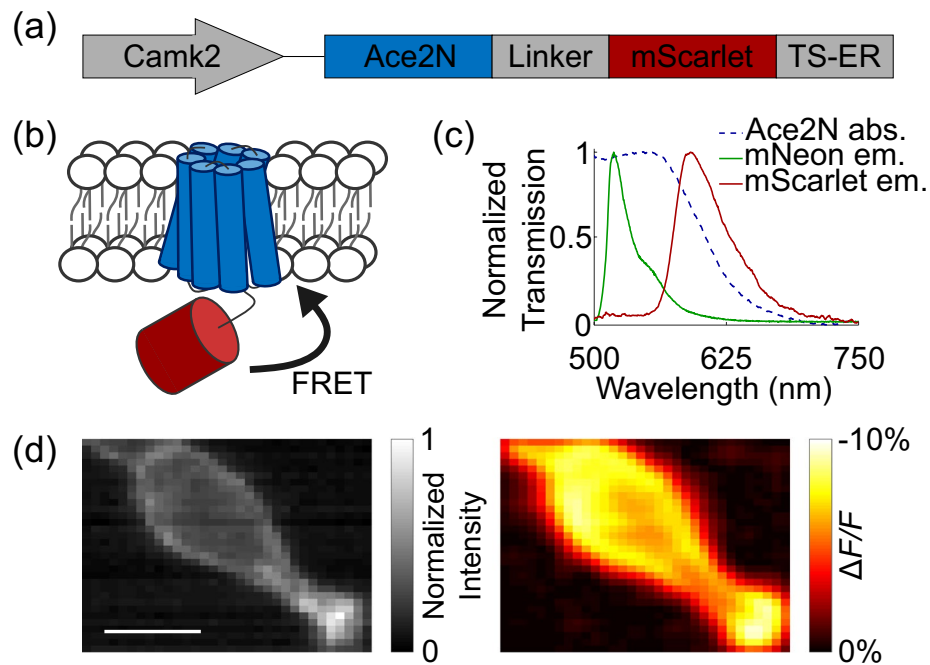 (a)
Camk2 Ace2N Linker mScarlet TS-ER
(b)
FRET
(c)
Ace2N abs.
mNeon em.
mScarlet em.
Normalized
Transmission
1
0.5
0
500 625 750
Wavelength (nm)
(d)
1
Normalized
Intensity
0
-10%
ΔF/F
0%